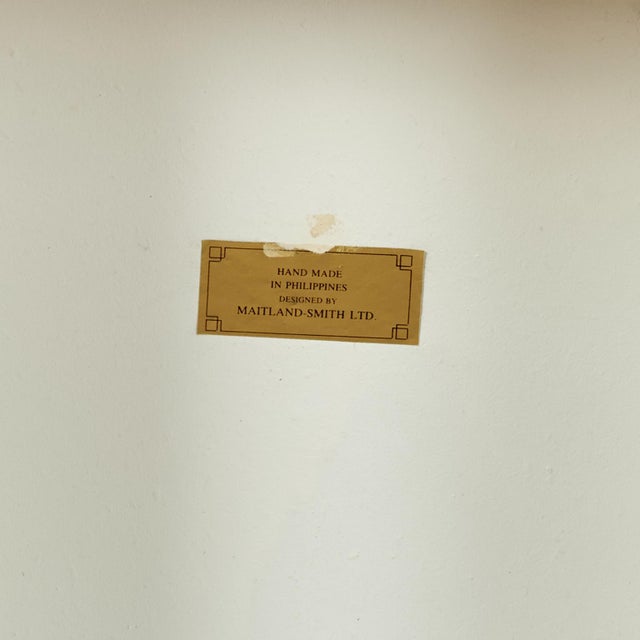 HAND MADE
IN PHILIPPINES
DESIGNED BY
MAITLAND-SMITH LTD.